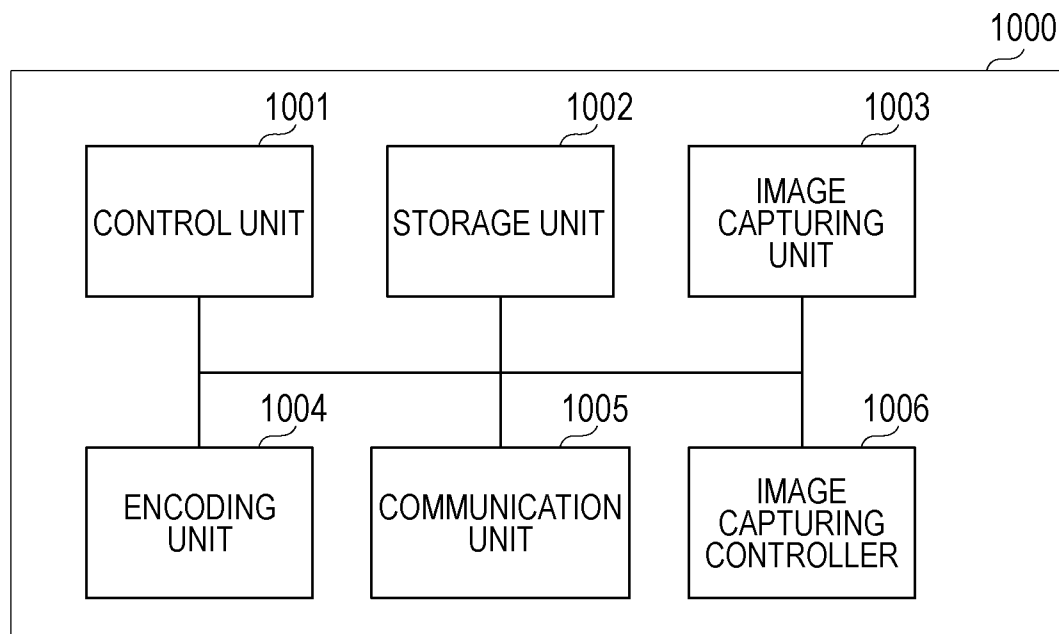 1000
1001
1002
1003
CONTROL UNIT
STORAGE UNIT
IMAGE
CAPTURING
UNIT
1004
1005
1006
ENCODING
UNIT
COMMUNICATION
UNIT
IMAGE
CAPTURING
CONTROLLER